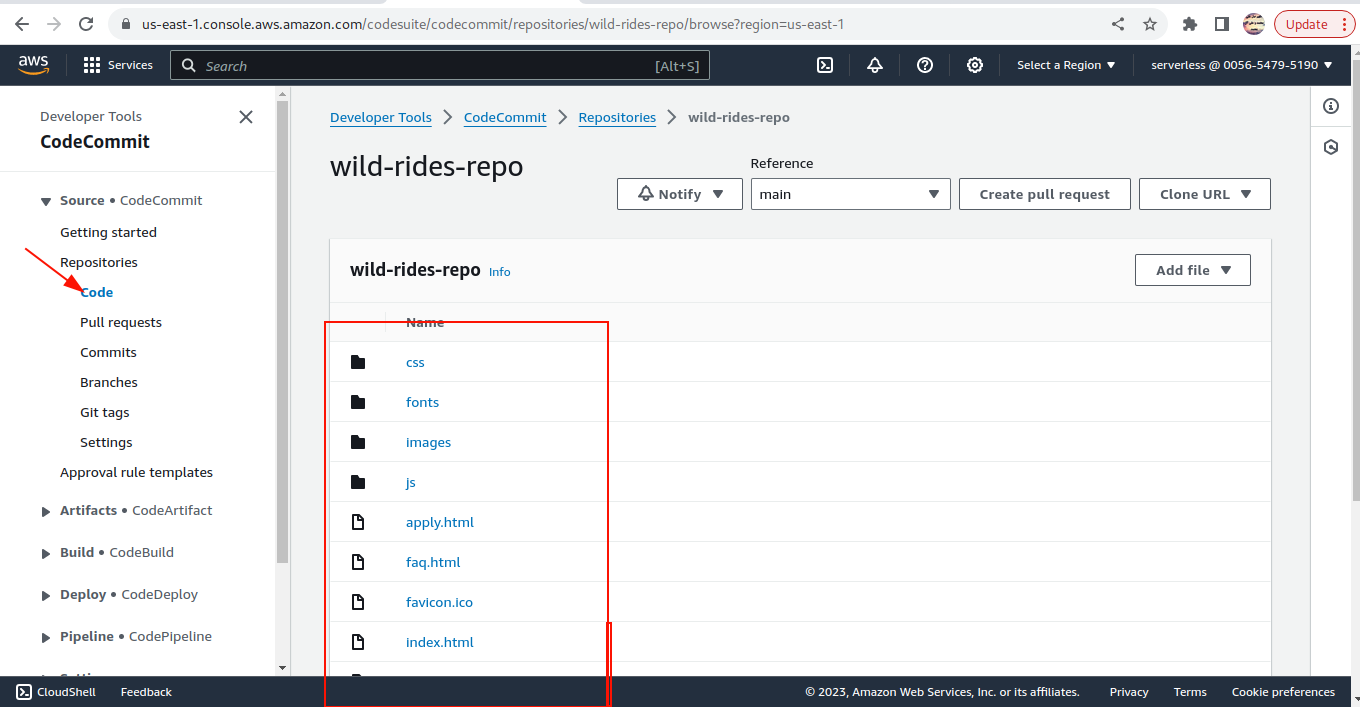 us-east-1.console.aws.amazon.com/codesuite/codecommit/repositories/wild-rides-repo/browse?region=us-east-1
Update
aws
Services
Search
[Alt+S]
Select a Region
serverless @ 0056-5479-5190
Developer Tools
CodeCommit
Source • CodeCommit
Getting started
Repositories
Code
Pull requests
Commits
Branches
Git tags
Settings
Approval rule templates
Artifacts • CodeArtifact
Build • CodeBuild
Deploy • CodeDeploy
Pipeline • CodePipeline
Developer Tools > CodeCommit > Repositories > wild-rides-repo
wild-rides-repo
Reference
Notify
main
Create pull request
Clone URL
wild-rides-repo Info
Add file
Name
css
fonts
images
js
apply.html
faq.html
favicon.ico
index.html
CloudShell
Feedback
© 2023, Amazon Web Services, Inc. or its affiliates.
Privacy
Terms
Cookie preferences